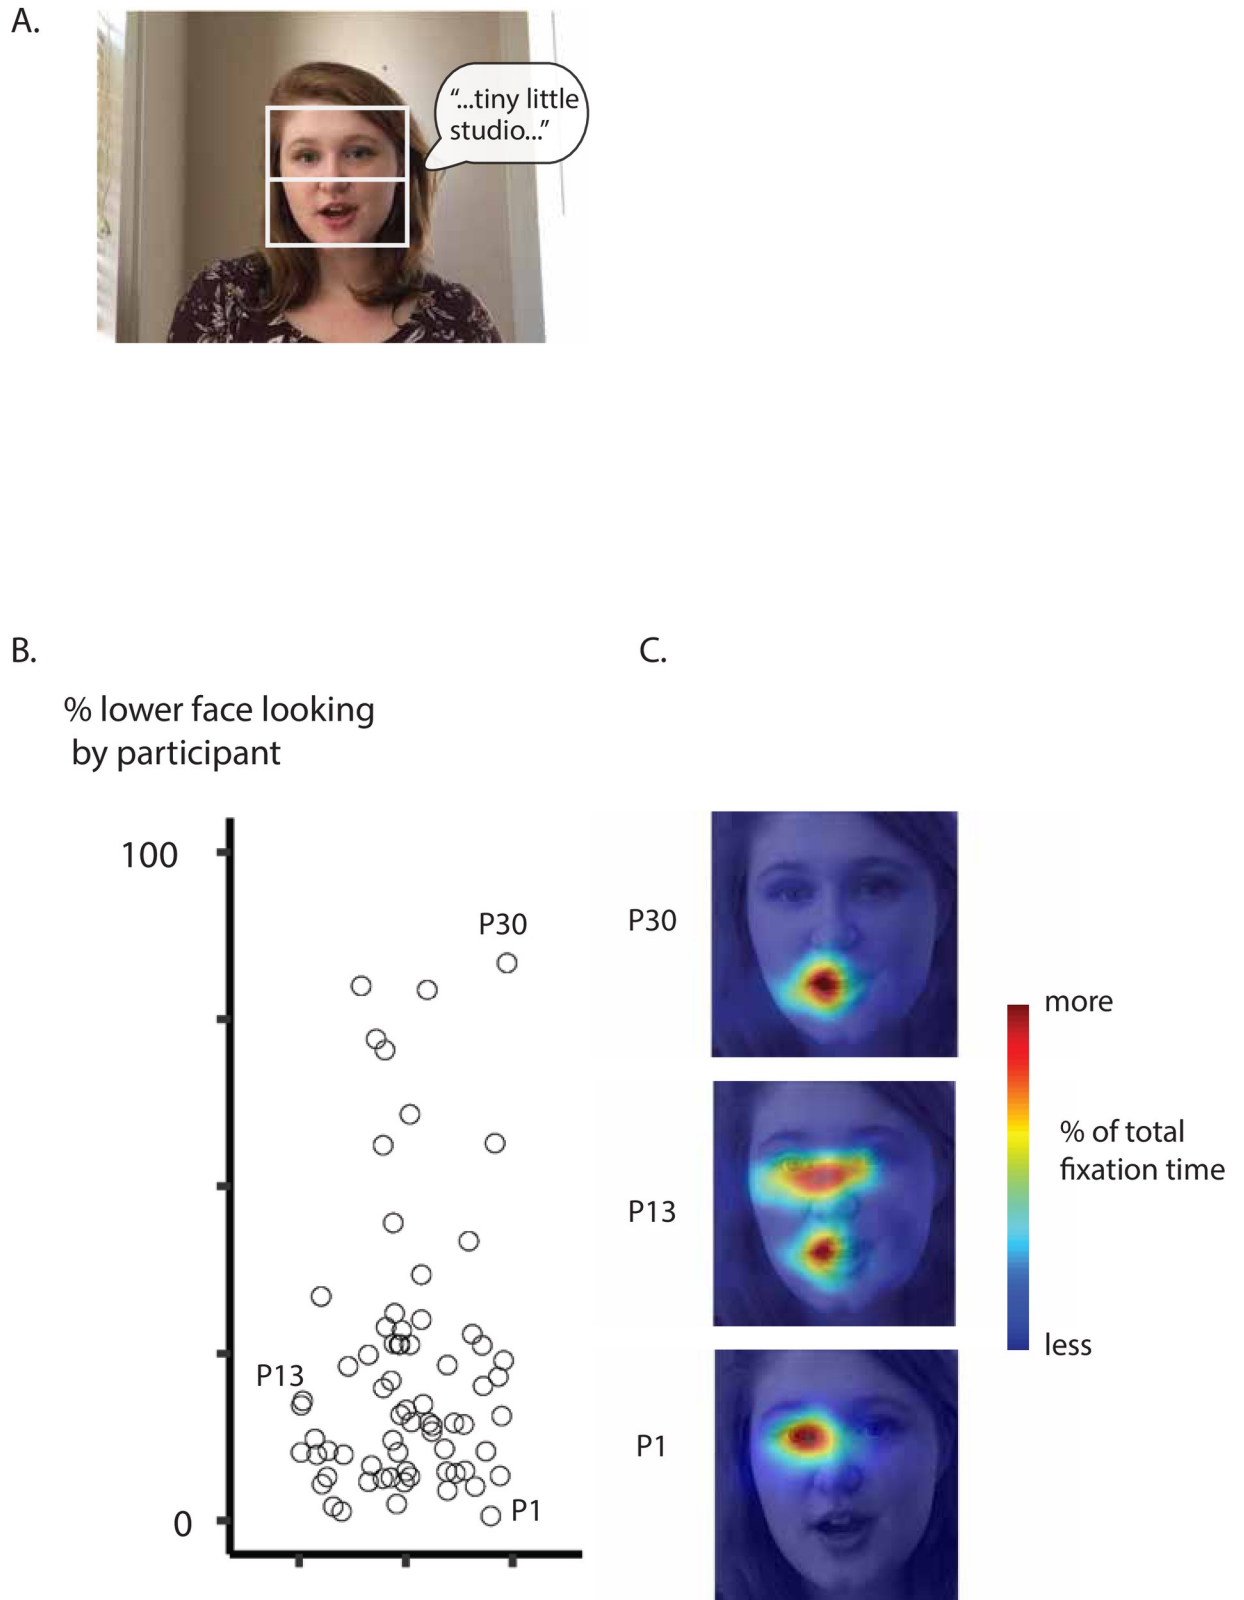 A.
“...tiny little
studio...”
B.
% lower face looking
by participant
100
P30
P13
P1
0
C.
P30
P13
P1
more
% of total
fixation time
less